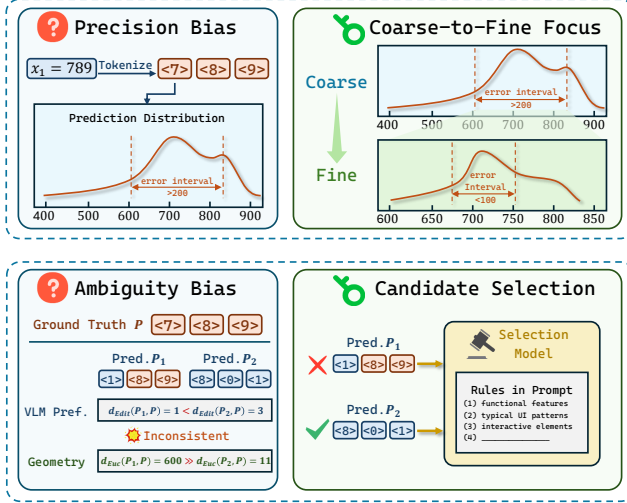 Precision Bias
x₁ = 789 Tokenize <7> <8> <9>
Prediction Distribution
error interval
>200
400 500 600 700 800 900
Coarse-to-Fine Focus
Coarse
error interval
>200
400 600 700 800 900
Fine
error
Interval
<100
600 650 700 750 800 850
Ambiguity Bias
Ground Truth P <7> <8> <9>
Pred.P₁ Pred.P₂
<1> <8> <9> <8> <0> <1>
VLM Pref. d_Edit(P₁, P) = 1 < d_Edit(P₂, P) = 3
Inconsistent
Geometry d_Euc(P₁, P) = 600 ≫ d_Euc(P₂, P) = 11
Candidate Selection
Pred.P₁
<1> <8> <9>
Pred.P₂
<8> <0> <1>
Selection
Model
Rules in Prompt
(1) functional features
(2) typical UI patterns
(3) interactive elements
(4) ____________